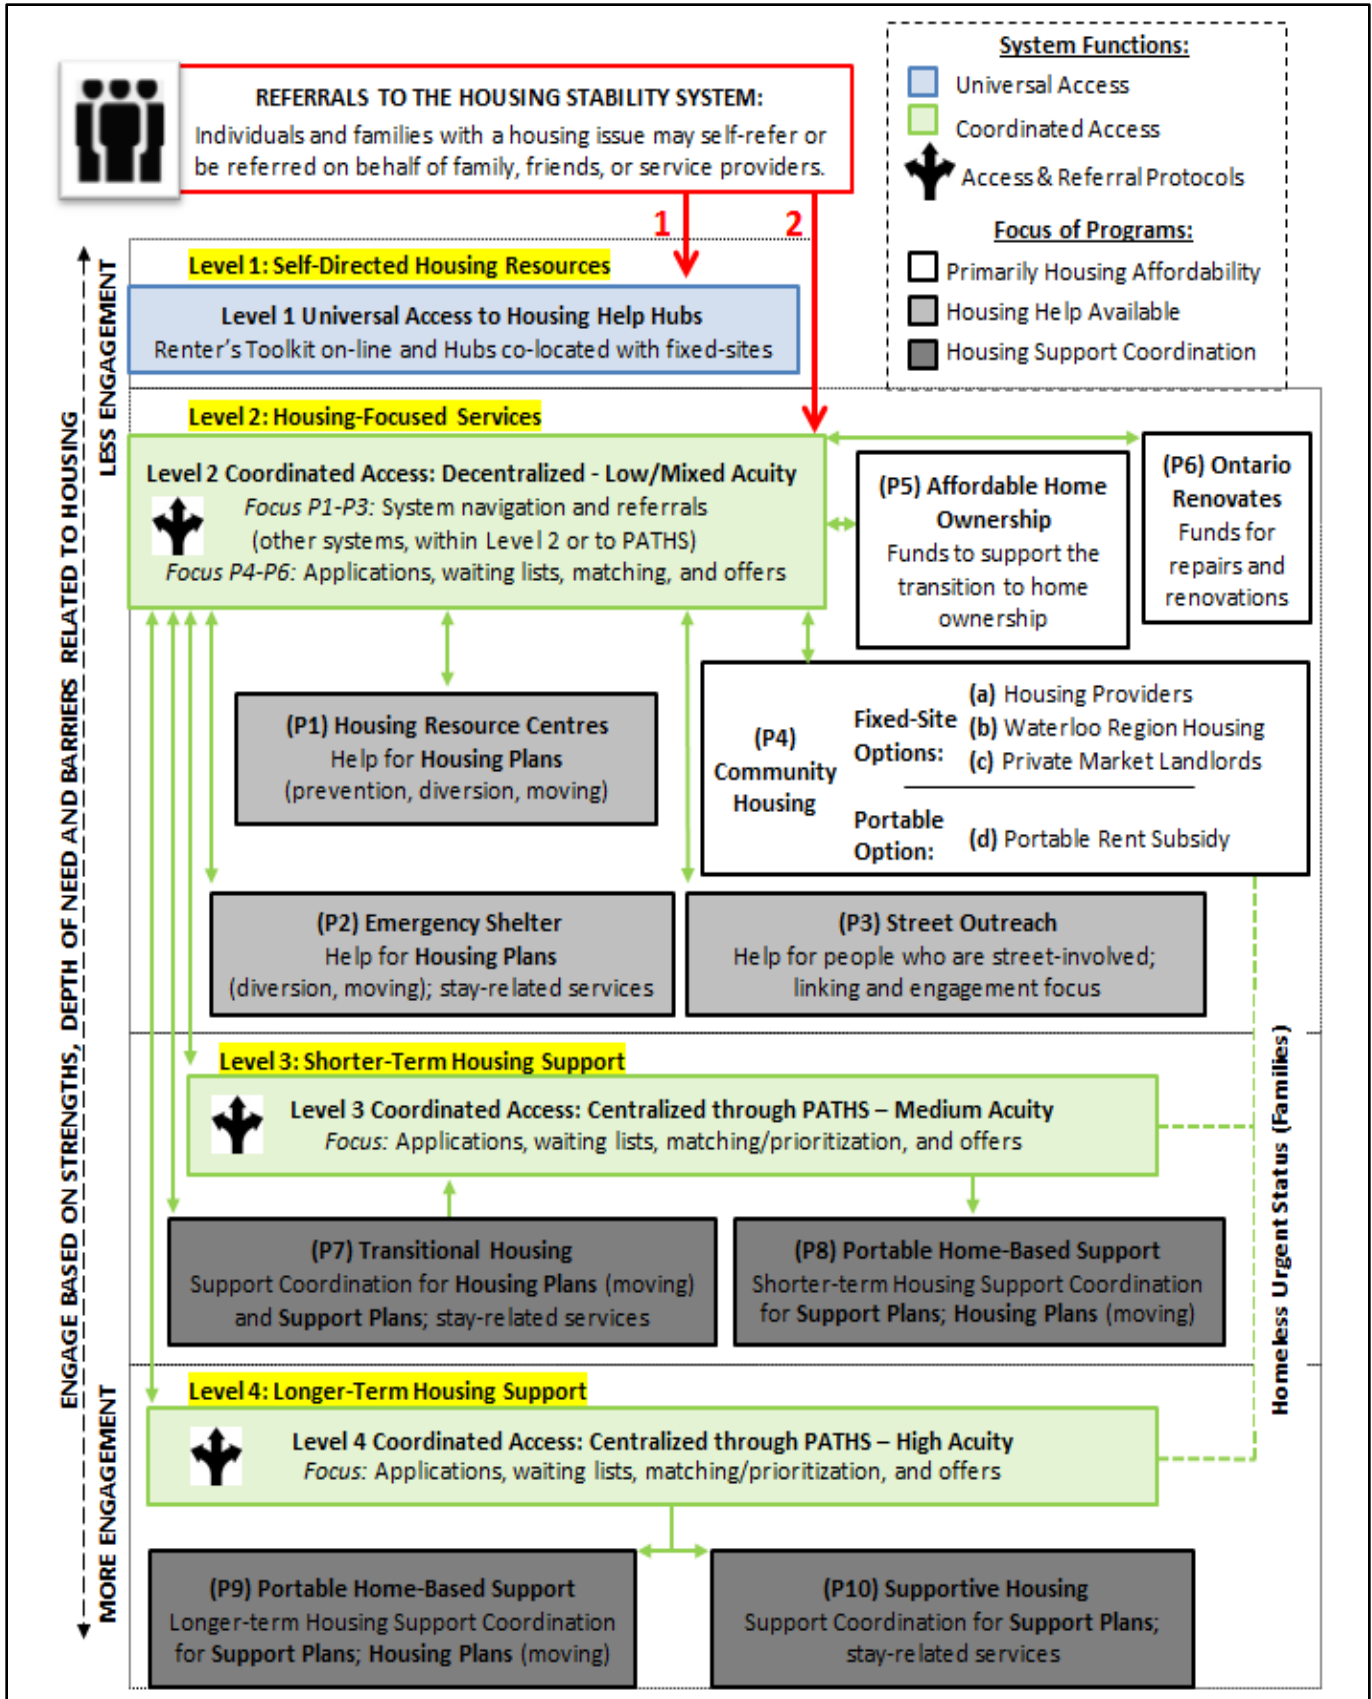 REFERRALS TO THE HOUSING STABILITY SYSTEM:
Individuals and families with a housing issue may self-refer or
be referred on behalf of family, friends, or service providers.
System Functions:
Universal Access
Coordinated Access
Access & Referral Protocols
Focus of Programs:
Primarily Housing Affordability
Housing Help Available
Housing Support Coordination
1
2
ENGAGE BASED ON STRENGTHS, DEPTH OF NEED AND BARRIERS RELATED TO HOUSING
LESS ENGAGEMENT
MORE ENGAGEMENT
Level 1: Self-Directed Housing Resources
Level 1 Universal Access to Housing Help Hubs
Renter's Toolkit on-line and Hubs co-located with fixed-sites
Level 2: Housing-Focused Services
Level 2 Coordinated Access: Decentralized - Low/Mixed Acuity
Focus P1-P3: System navigation and referrals
(other systems, within Level 2 or to PATHS)
Focus P4-P6: Applications, waiting lists, matching, and offers
(P5) Affordable Home
Ownership
Funds to support the
transition to home
ownership
(P6) Ontario
Renovates
Funds for
repairs and
renovations
(P1) Housing Resource Centres
Help for Housing Plans
(prevention, diversion, moving)
(P4)
Community
Housing
Fixed-Site
Options:
(a) Housing Providers
(b) Waterloo Region Housing
(c) Private Market Landlords
Portable
Option:
(d) Portable Rent Subsidy
(P2) Emergency Shelter
Help for Housing Plans
(diversion, moving); stay-related services
(P3) Street Outreach
Help for people who are street-involved;
linking and engagement focus
Homeless Urgent Status (Families)
Level 3: Shorter-Term Housing Support
Level 3 Coordinated Access: Centralized through PATHS – Medium Acuity
Focus: Applications, waiting lists, matching/prioritization, and offers
(P7) Transitional Housing
Support Coordination for Housing Plans (moving)
and Support Plans; stay-related services
(P8) Portable Home-Based Support
Shorter-term Housing Support Coordination
for Support Plans; Housing Plans (moving)
Level 4: Longer-Term Housing Support
Level 4 Coordinated Access: Centralized through PATHS – High Acuity
Focus: Applications, waiting lists, matching/prioritization, and offers
(P9) Portable Home-Based Support
Longer-term Housing Support Coordination
for Support Plans; Housing Plans (moving)
(P10) Supportive Housing
Support Coordination for Support Plans;
stay-related services